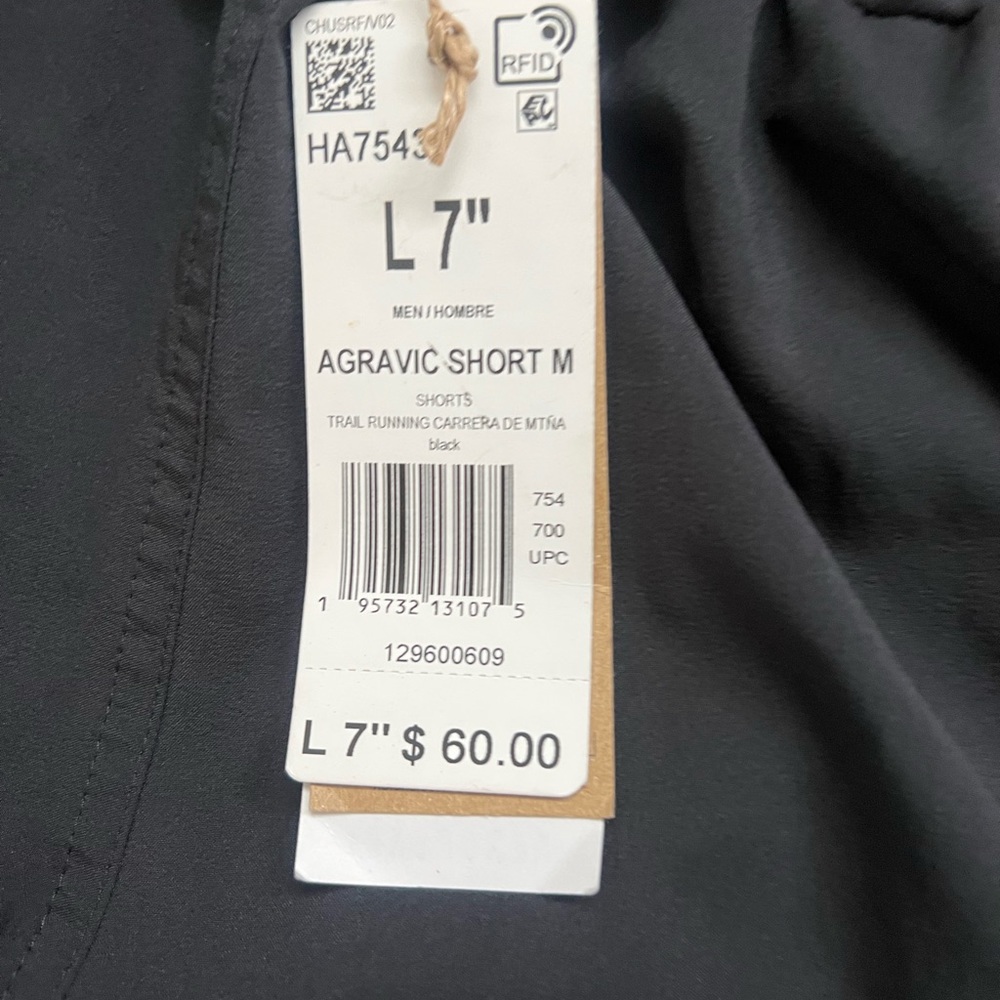 CHUSRF/V02
RFID
HA7543
L 7"
MEN / HOMBRE
AGRAVIC SHORT M
SHORTS
TRAIL RUNNING CARRERA DE MTÑA
black
754
700
UPC
1 95732 13107 5
129600609
L 7" $ 60.00